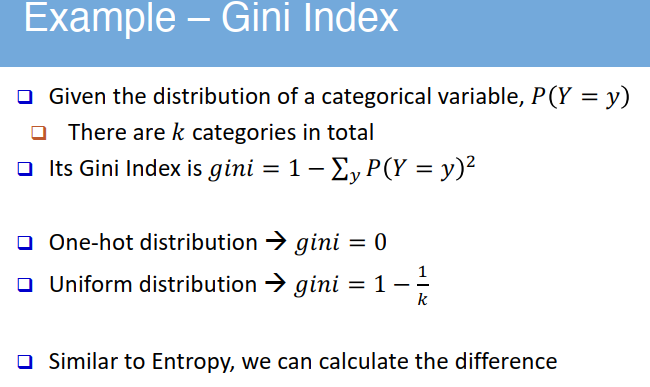 Example – Gini Index
Given the distribution of a categorical variable, P(Y = y)
There are k categories in total
Its Gini Index is gini = 1 − ∑y P(Y = y)²
One-hot distribution → gini = 0
Uniform distribution → gini = 1 − 1/k
Similar to Entropy, we can calculate the difference